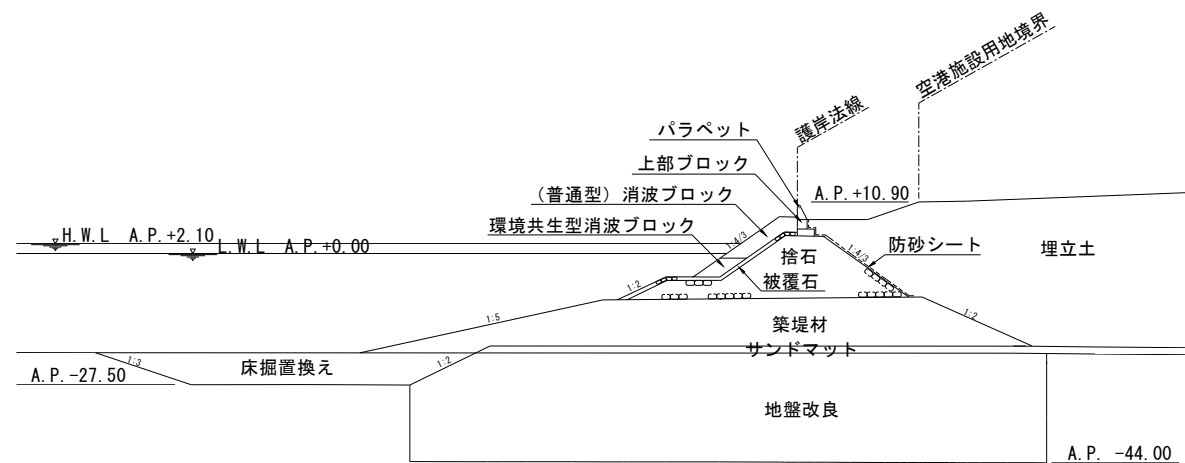 空港施設用地境界
護岸法線
パラペット
上部ブロック
A.P.+10.90
(普通型)消波ブロック
環境共生型消波ブロック
H.W.L A.P.+2.10
L.W.L A.P.+0.00
1:4/3
1:4/3
防砂シート
捨石
埋立土
被覆石
1:2
1:5
築堤材
1:2
サンドマット
1:3
床掘置換え
1:2
A.P.-27.50
地盤改良
A.P. -44.00